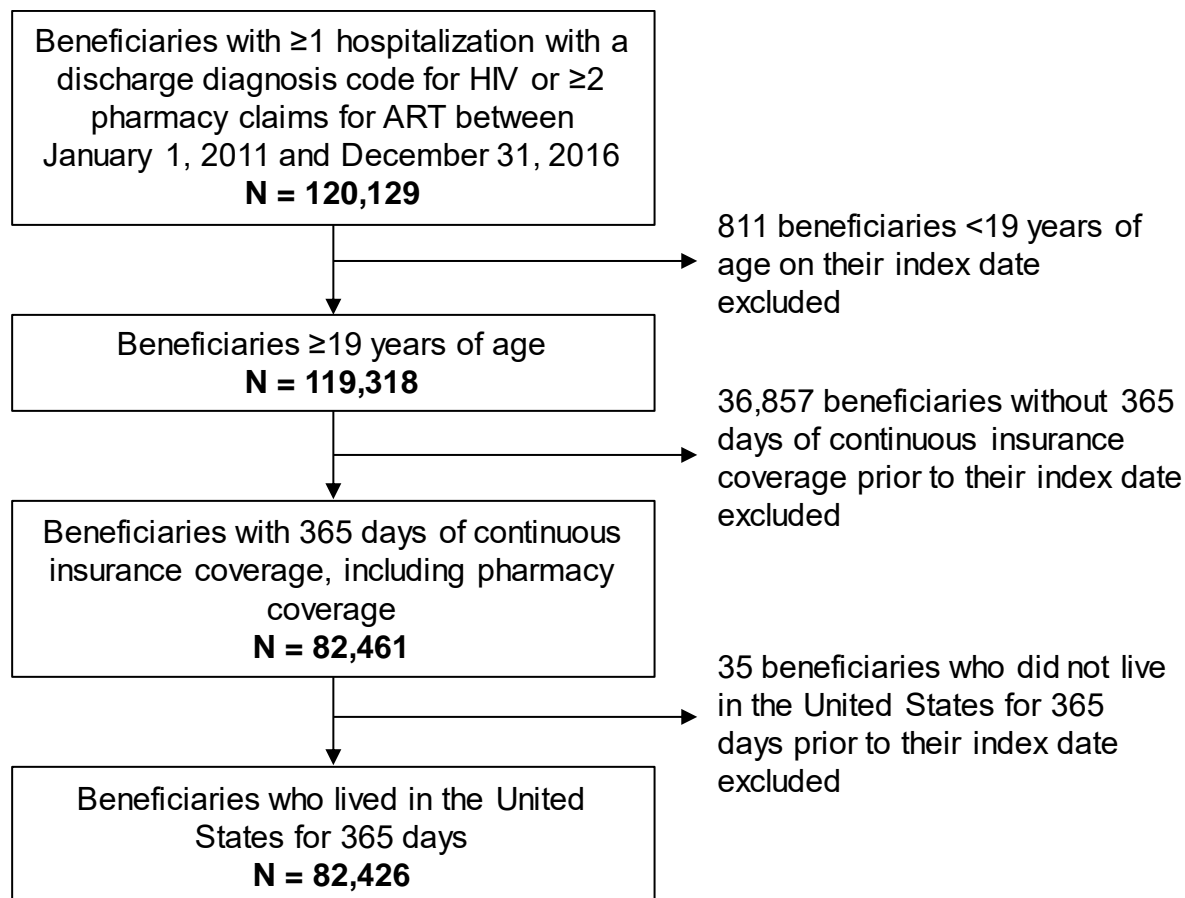 Beneficiaries with ≥1 hospitalization with a
discharge diagnosis code for HIV or ≥2
pharmacy claims for ART between
January 1, 2011 and December 31, 2016
N = 120,129
811 beneficiaries <19 years of
age on their index date
excluded
Beneficiaries ≥19 years of age
N = 119,318
36,857 beneficiaries without 365
days of continuous insurance
coverage prior to their index date
excluded
Beneficiaries with 365 days of continuous
insurance coverage, including pharmacy
coverage
N = 82,461
35 beneficiaries who did not live
in the United States for 365
days prior to their index date
excluded
Beneficiaries who lived in the United
States for 365 days
N = 82,426